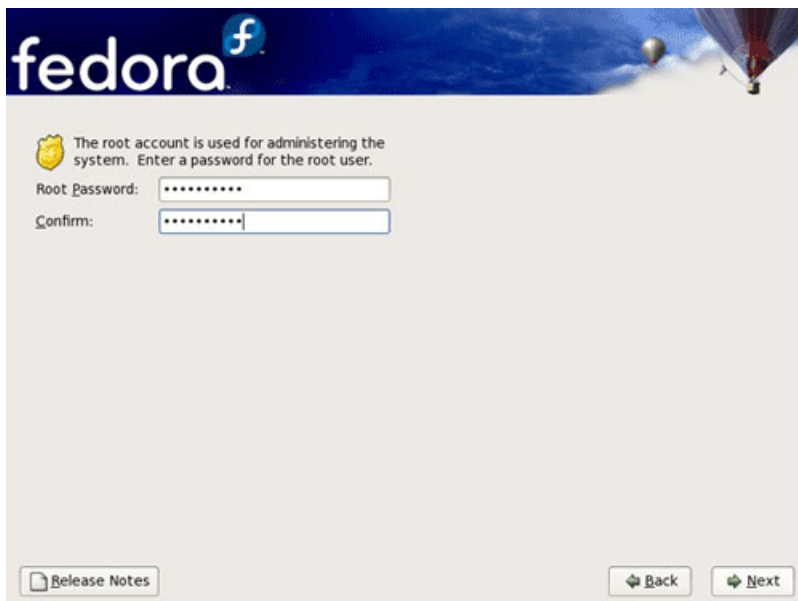 fedora
The root account is used for administering the
system. Enter a password for the root user.
Root Password: ••••••••••
Confirm: ••••••••••
Release Notes
Back
Next